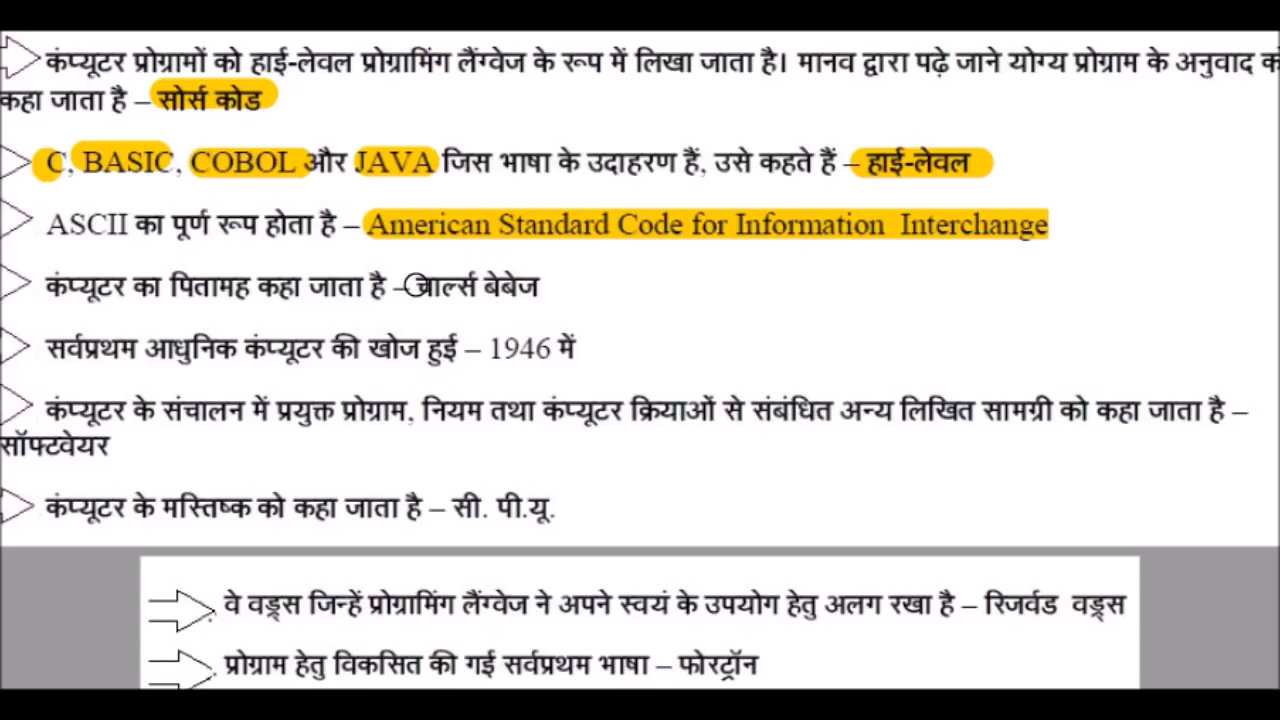 कंप्यूटर प्रोग्रामों को हाई-लेवल प्रोग्रामिंग लैंग्वेज के रूप में लिखा जाता है। मानव द्वारा पढ़े जाने योग्य प्रोग्राम के अनुवाद
कहा जाता है – सोर्स कोड
C, BASIC, COBOL और JAVA जिस भाषा के उदाहरण हैं, उसे कहते हैं – हाई-लेवल
ASCII का पूर्ण रूप होता है – American Standard Code for Information Interchange
कंप्यूटर का पितामह कहा जाता है – चार्ल्स बेबेज
सर्वप्रथम आधुनिक कंप्यूटर की खोज हुई – 1946 में
कंप्यूटर के संचालन में प्रयुक्त प्रोग्राम, नियम तथा कंप्यूटर क्रियाओं से संबंधित अन्य लिखित सामग्री को कहा जाता है –
सॉफ्टवेयर
कंप्यूटर के मस्तिष्क को कहा जाता है – सी. पी.यू.
वे वड्र्स जिन्हें प्रोग्रामिंग लैंग्वेज ने अपने स्वयं के उपयोग हेतु अलग रखा है – रिजर्वड वड्र्स
प्रोग्राम हेतु विकसित की गई सर्वप्रथम भाषा – फोरट्रॉन